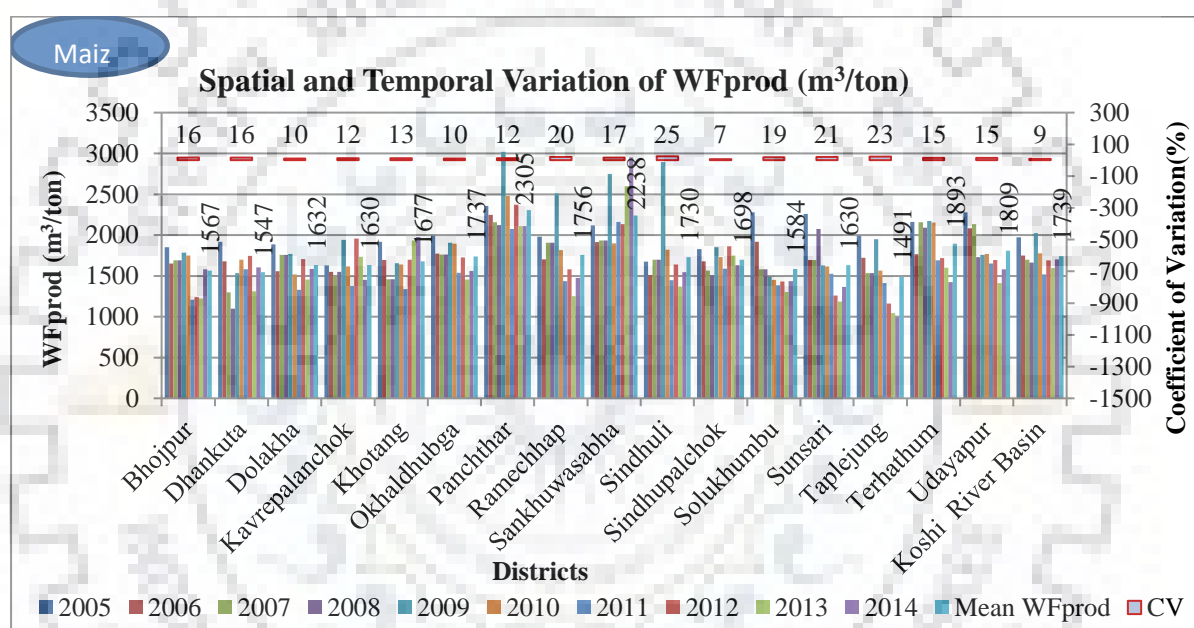 Maiz
Spatial and Temporal Variation of WFprod (m³/ton)
WFprod (m³/ton)
3500
3000
2500
2000
1500
1000
500
0
16 16 10 12 13 10 12 20 17 25 7 19 21 23 15 15 9
1567 1547 1632 1630 1677 1737 2305 1756 2238 1730 1698 1584 1630 1491 1893 1809 1739
300
100
-100
-300
-500
-700
-900
-1100
-1300
-1500
Coefficient of Variation(%)
Bhojpur
Dhankuta
Dolakha
Kavrepalanchok
Khotang
Okhaldhubga
Panchthar
Ramechhap
Sankhuwasabha
Sindhuli
Sindhupalchok
Solukhumbu
Sunsari
Taplejung
Terhathum
Udayapur
Koshi River Basin
Districts
2005 2006 2007 2008 2009 2010 2011 2012 2013 2014 Mean WFprod CV